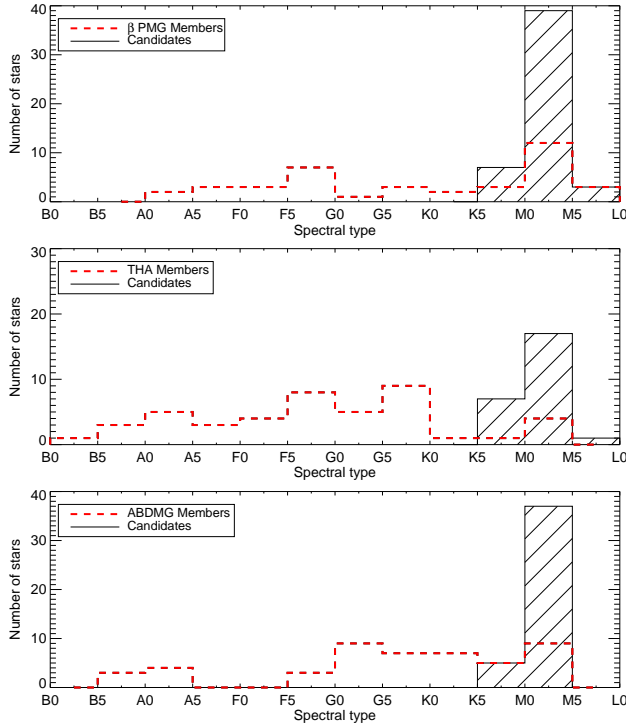 40
30
20
10
0
Number of stars
β PMG Members
Candidates
B0 B5 A0 A5 F0 F5 G0 G5 K0 K5 M0 M5 L0
Spectral type
30
20
10
0
Number of stars
THA Members
Candidates
B0 B5 A0 A5 F0 F5 G0 G5 K0 K5 M0 M5 L0
Spectral type
40
30
20
10
0
Number of stars
ABDMG Members
Candidates
B0 B5 A0 A5 F0 F5 G0 G5 K0 K5 M0 M5 L0
Spectral type